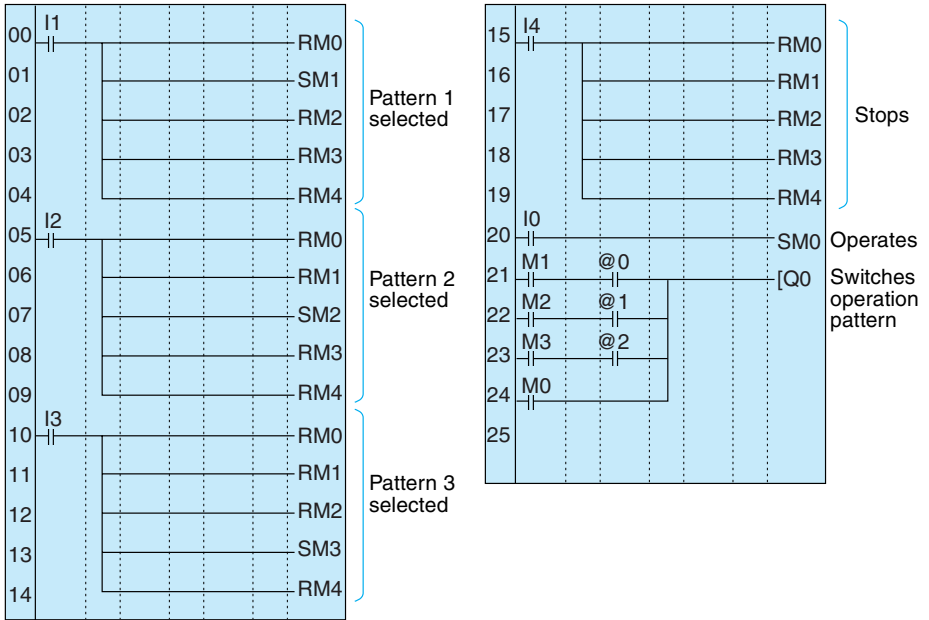 I1
00 RM0
01 SM1
02 RM2
03 RM3
04 RM4
Pattern 1
selected
I2
05 RM0
06 RM1
07 SM2
08 RM3
09 RM4
Pattern 2
selected
I3
10 RM0
11 RM1
12 RM2
13 SM3
14 RM4
Pattern 3
selected
I4
15 RM0
16 RM1
17 RM2
18 RM3
19 RM4
Stops
I0
20 SM0 Operates
M1 @0
21 [Q0 Switches
operation
pattern
M2 @1
22
M3 @2
23
M0
24
25